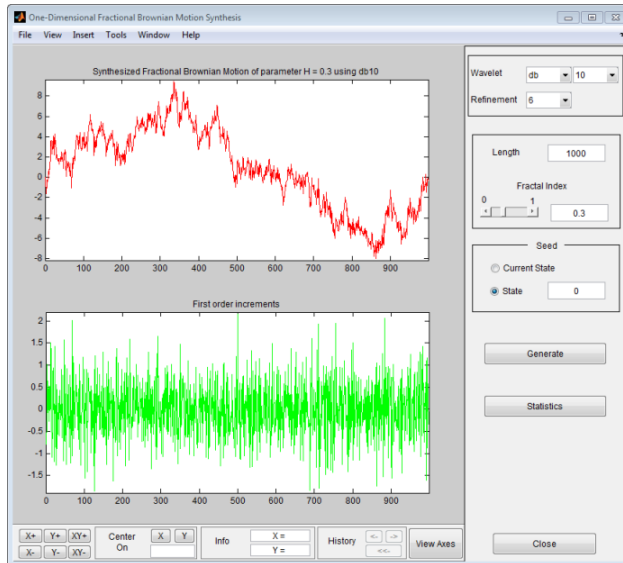 One-Dimensional Fractional Brownian Motion Synthesis
File View Insert Tools Window Help
Synthesized Fractional Brownian Motion of parameter H = 0.3 using db10
8
6
4
2
0
-2
-4
-6
-8
0 100 200 300 400 500 600 700 800 900
First order increments
2
1.5
1
0.5
0
-0.5
-1
-1.5
0 100 200 300 400 500 600 700 800 900
Wavelet db 10
Refinement 6
Length 1000
Fractal Index
0 1
0.3
Seed
Current State
State 0
Generate
Statistics
Close
X+ Y+ XY+
X- Y- XY-
Center On
X Y
Info
X =
Y =
History
<- ->
<<-
View Axes